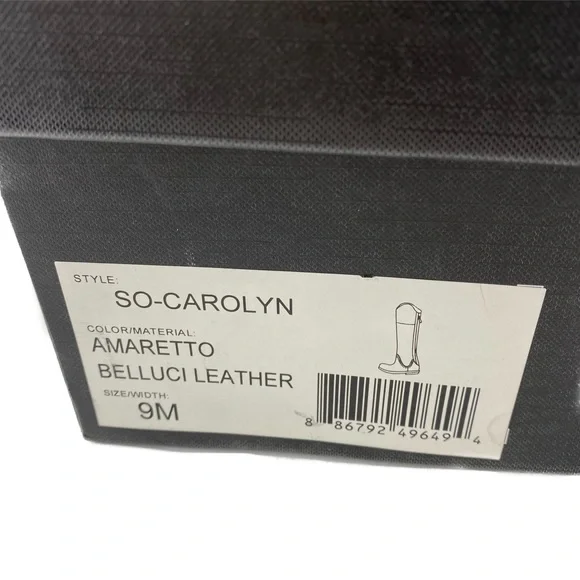 STYLE:
SO-CAROLYN
COLOR/MATERIAL:
AMARETTO
BELLUCI LEATHER
SIZE/WIDTH:
9M
8 86792 49649 4